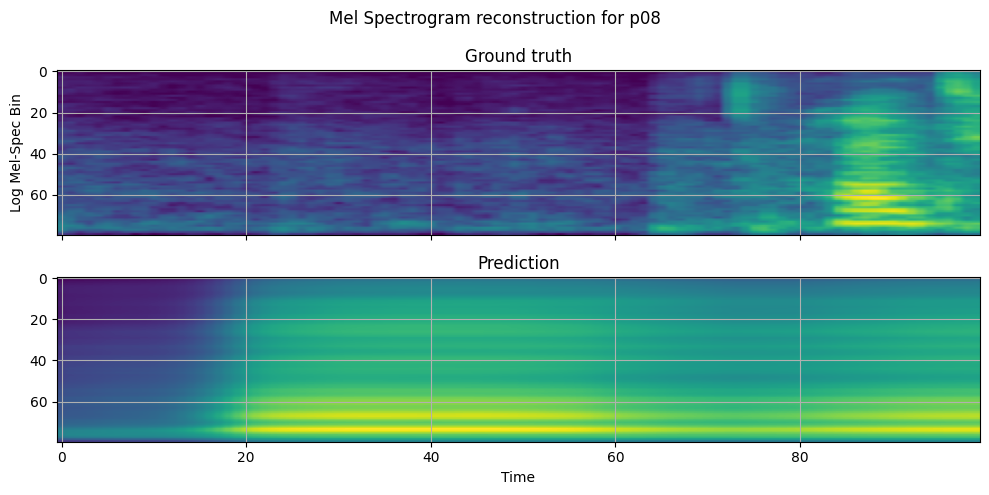 Mel Spectrogram reconstruction for p08
Ground truth
0
20
40
60
Log Mel-Spec Bin
Prediction
0
20
40
60
0 20 40 60 80
Time